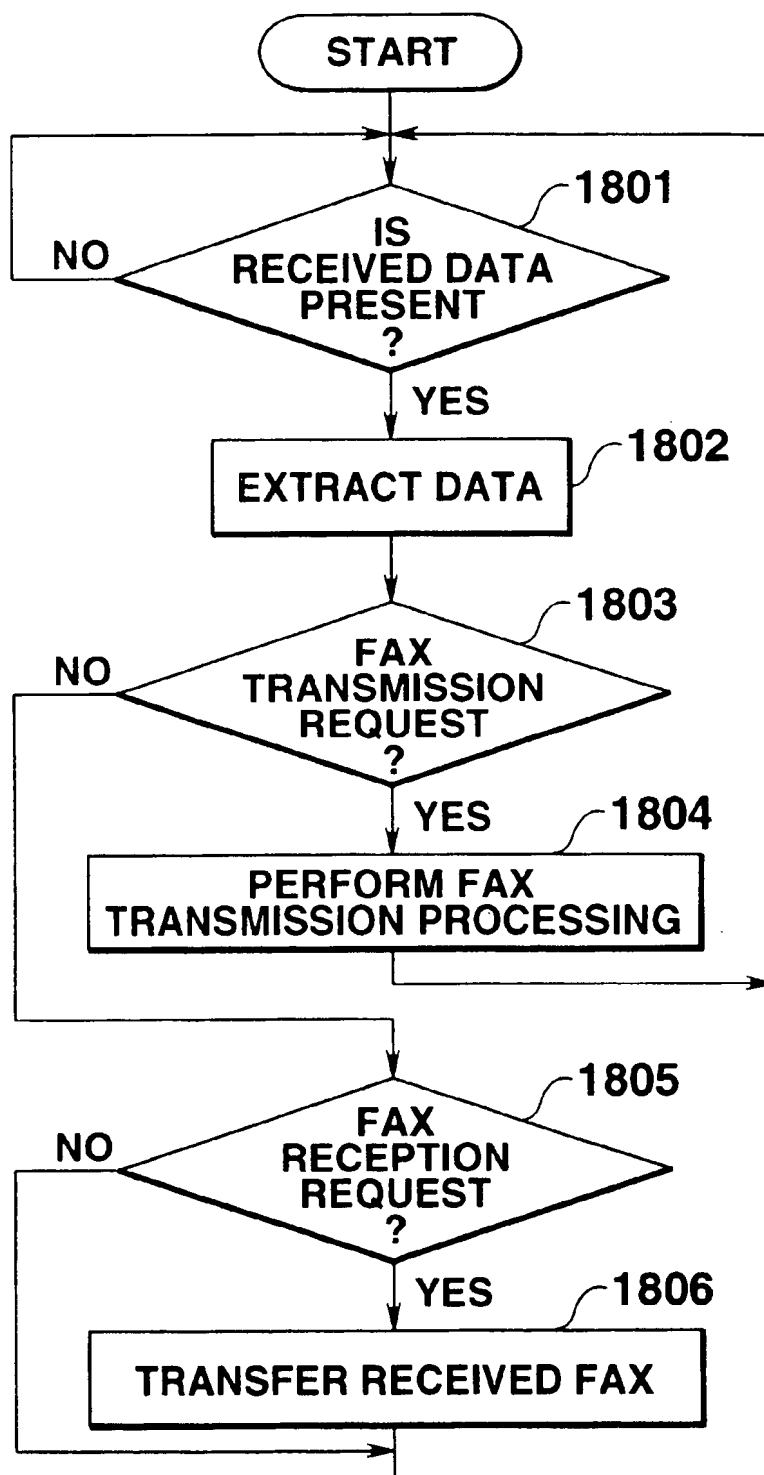 START
1801
IS
RECEIVED DATA
PRESENT
?
NO
YES
1802
EXTRACT DATA
1803
FAX
TRANSMISSION
REQUEST
?
NO
YES
1804
PERFORM FAX
TRANSMISSION PROCESSING
1805
FAX
RECEPTION
REQUEST
?
NO
YES
1806
TRANSFER RECEIVED FAX